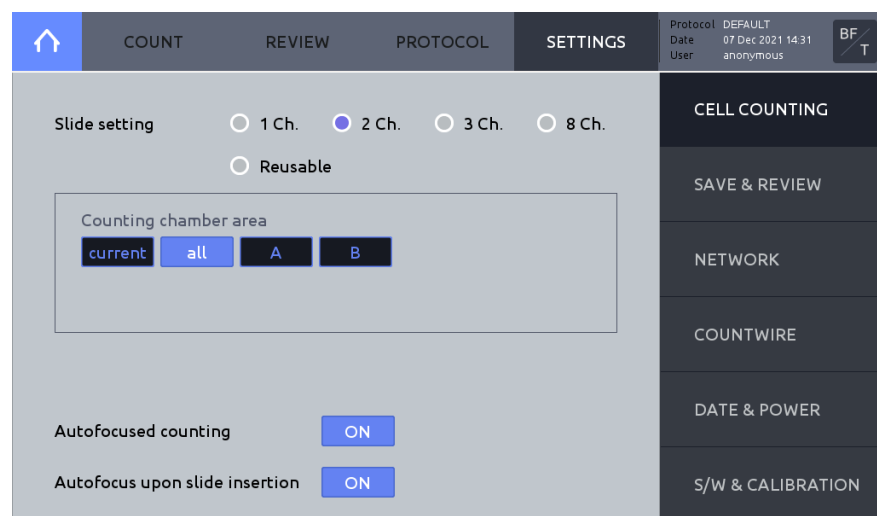 COUNT REVIEW PROTOCOL SETTINGS
Protocol DEFAULT
Date 07 Dec 2021 14:31
User anonymous
BF/T
Slide setting 1 Ch. 2 Ch. 3 Ch. 8 Ch.
Reusable
Counting chamber area
current all A B
Autofocused counting ON
Autofocus upon slide insertion ON
CELL COUNTING
SAVE & REVIEW
NETWORK
COUNTWIRE
DATE & POWER
S/W & CALIBRATION